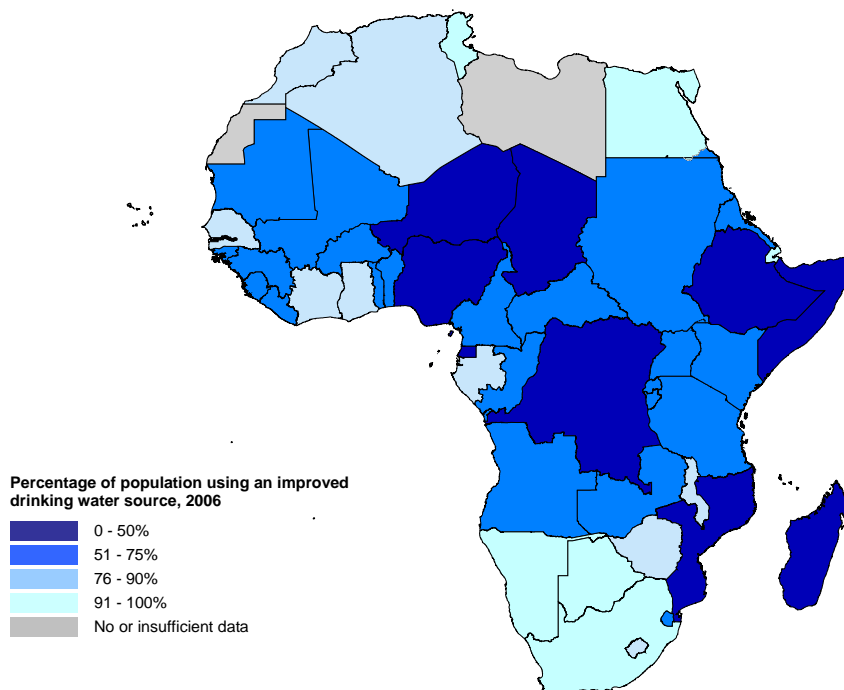 Percentage of population using an improved
drinking water source, 2006
0 - 50%
51 - 75%
76 - 90%
91 - 100%
No or insufficient data